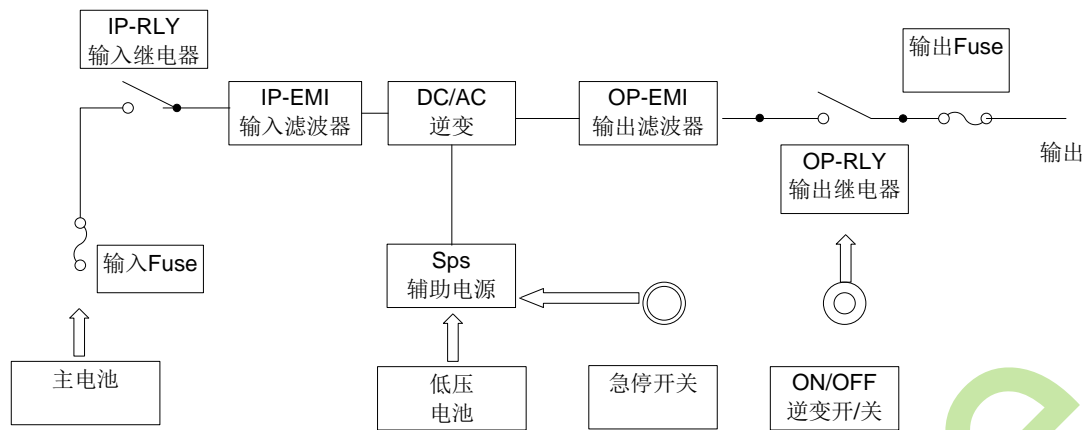 IP-RLY
输入继电器
输出Fuse
IP-EMI
输入滤波器
DC/AC
逆变
OP-EMI
输出滤波器
输出
OP-RLY
输出继电器
输入Fuse
Sps
辅助电源
主电池
低压
电池
急停开关
ON/OFF
逆变开/关